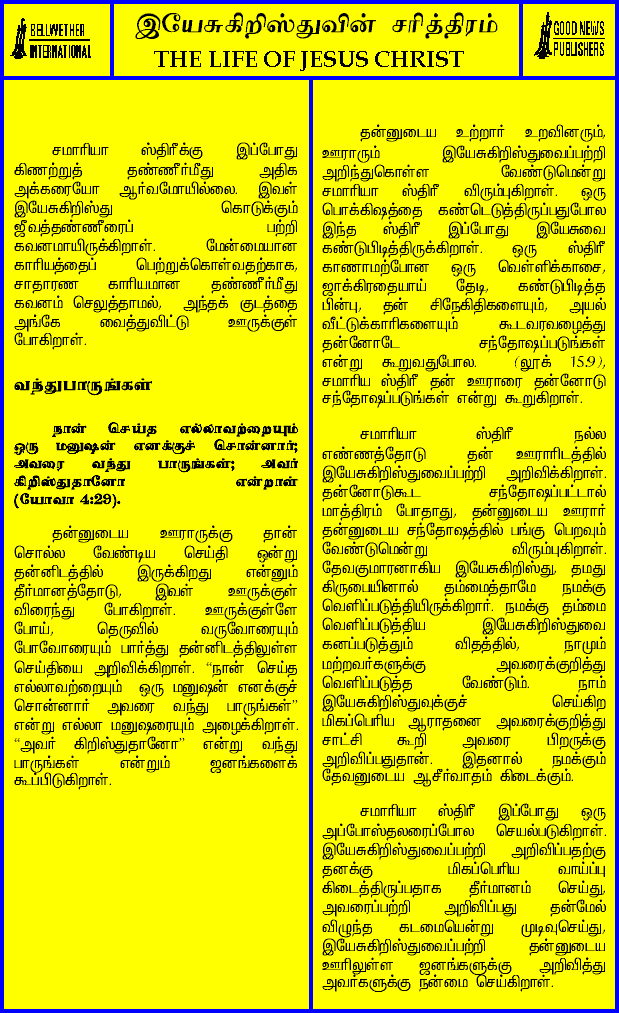 BELLWETHER
INTERNATIONAL
இயேசுகிறிஸ்துவின் சரித்திரம்
THE LIFE OF JESUS CHRIST
GOOD NEWS
PUBLISHERS
சமாரியா ஸ்திரீக்கு இப்போது
கிணற்றுத் தண்ணீர்மீது அதிக
அக்கரையோ ஆர்வமோயில்லை. இவள்
இயேசுகிறிஸ்து கொடுக்கும்
ஜீவத்தண்ணீரைப் பற்றி
கவனமாயிருக்கிறாள். மேன்மையான
காரியத்தைப் பெற்றுக்கொள்வதற்காக,
சாதாரண காரியமான தண்ணீர்மீது
கவனம் செலுத்தாமல், அந்தக் குடத்தை
அங்கே வைத்துவிட்டு ஊருக்குள்
போகிறாள்.
வந்துபாருங்கள்
நான் செய்த எல்லாவற்றையும்
ஒரு மனுஷன் எனக்குச் சொன்னார்;
அவரை வந்து பாருங்கள்; அவர்
கிறிஸ்துதானோ என்றாள்
(யோவா 4:29).
தன்னுடைய ஊராருக்கு தான்
சொல்ல வேண்டிய செய்தி ஒன்று
தன்னிடத்தில் இருக்கிறது என்னும்
தீர்மானத்தோடு, இவள் ஊருக்குள்
விரைந்து போகிறாள். ஊருக்குள்ளே
போய், தெருவில் வருவோரையும்
போவோரையும் பார்த்து தன்னிடத்திலுள்ள
செய்தியை அறிவிக்கிறாள். "நான் செய்த
எல்லாவற்றையும் ஒரு மனுஷன் எனக்குச்
சொன்னார் அவரை வந்து பாருங்கள்"
என்று எல்லா மனுஷரையும் அழைக்கிறாள்.
"அவர் கிறிஸ்துதானோ" என்று வந்து
பாருங்கள் என்றும் ஜனங்களைக்
கூப்பிடுகிறாள்.
தன்னுடைய உற்றார் உறவினரும்,
ஊராரும் இயேசுகிறிஸ்துவைப்பற்றி
அறிந்துகொள்ள வேண்டுமென்று
சமாரியா ஸ்திரீ விரும்புகிறாள். ஒரு
பொக்கிஷத்தை கண்டெடுத்திருப்பதுபோல
இந்த ஸ்திரீ இப்போது இயேசுவை
கண்டுபிடித்திருக்கிறாள். ஒரு ஸ்திரீ
காணாமற்போன ஒரு வெள்ளிக்காசை,
ஜாக்கிரதையாய் தேடி, கண்டுபிடித்த
பின்பு, தன் சிநேகிதிகளையும், அயல்
வீட்டுக்காரிகளையும் கூடவரவழைத்து
தன்னோடே சந்தோஷப்படுங்கள்
என்று கூறுவதுபோல. (லூக் 15:9),
சமாரிய ஸ்திரீ தன் ஊராரை தன்னோடு
சந்தோஷப்படுங்கள் என்று கூறுகிறாள்.
சமாரியா ஸ்திரீ நல்ல
எண்ணத்தோடு தன் ஊராரிடத்தில்
இயேசுகிறிஸ்துவைப்பற்றி அறிவிக்கிறாள்.
தன்னோடுகூட சந்தோஷப்பட்டால்
மாத்திரம் போதாது, தன்னுடைய ஊரார்
தன்னுடைய சந்தோஷத்தில் பங்கு பெறவும்
வேண்டுமென்று விரும்புகிறாள்.
தேவகுமாரனாகிய இயேசுகிறிஸ்து, தமது
கிருபையினால் தம்மைத்தாமே நமக்கு
வெளிப்படுத்தியிருக்கிறார். நமக்கு தம்மை
வெளிப்படுத்திய இயேசுகிறிஸ்துவை
கனப்படுத்தும் விதத்தில், நாமும்
மற்றவர்களுக்கு அவரைக்குறித்து
வெளிப்படுத்த வேண்டும். நாம்
இயேசுகிறிஸ்துவுக்குச் செய்கிற
மிகப்பெரிய ஆராதனை அவரைக்குறித்து
சாட்சி கூறி அவரை பிறருக்கு
அறிவிப்பதுதான். இதனால் நமக்கும்
தேவனுடைய ஆசீர்வாதம் கிடைக்கும்.
சமாரியா ஸ்திரீ இப்போது ஒரு
அப்போஸ்தலரைப்போல செயல்படுகிறாள்.
இயேசுகிறிஸ்துவைப்பற்றி அறிவிப்பதற்கு
தனக்கு மிகப்பெரிய வாய்ப்பு
கிடைத்திருப்பதாக தீர்மானம் செய்து,
அவரைப்பற்றி அறிவிப்பது தன்மேல்
விழுந்த கடமையென்று முடிவுசெய்து,
இயேசுகிறிஸ்துவைப்பற்றி தன்னுடைய
ஊரிலுள்ள ஜனங்களுக்கு அறிவித்து
அவர்களுக்கு நன்மை செய்கிறாள்.